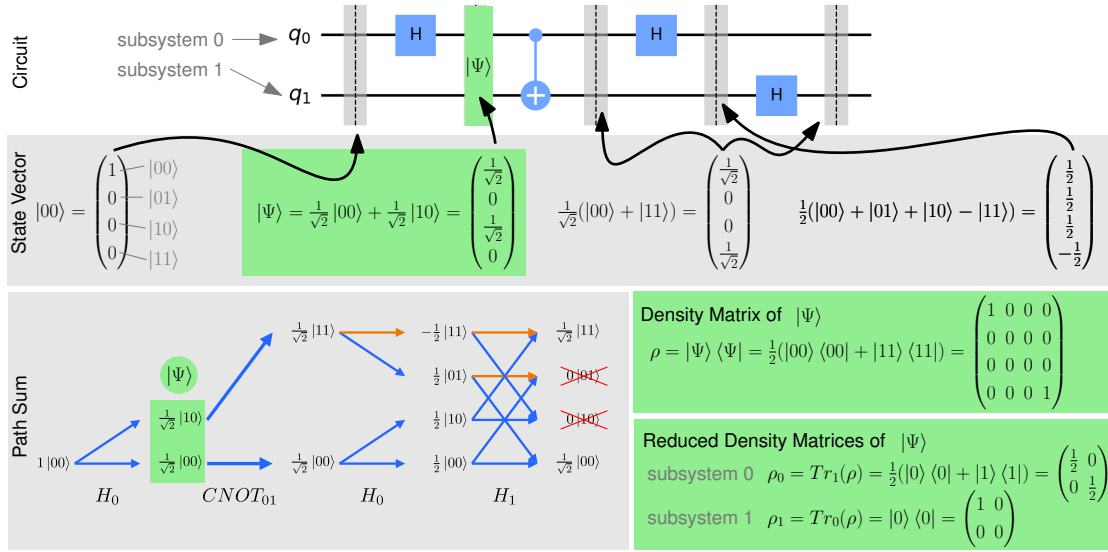 Circuit
subsystem 0
subsystem 1
q₀
q₁
H
|Ψ⟩
H
H
State Vector
|00⟩ = (1 0 0 0)
|00⟩
|01⟩
|10⟩
|11⟩
|Ψ⟩ = 1/√2 |00⟩ + 1/√2 |10⟩ = (1/√2 0 1/√2 0)
1/√2 (|00⟩ + |11⟩) = (1/√2 0 0 1/√2)
1/2 (|00⟩ + |01⟩ + |10⟩ − |11⟩) = (1/2 1/2 1/2 −1/2)
Path Sum
1/√2 |11⟩ −1/2 |11⟩ 1/√2 |11⟩
|Ψ⟩
1/2 |01⟩ 0 |01⟩
1/√2 |10⟩ 1/2 |10⟩ 0 |10⟩
1 |00⟩ 1/√2 |00⟩ 1/√2 |00⟩ 1/2 |00⟩ 1/√2 |00⟩
H₀ CNOT₀₁ H₀ H₁
Density Matrix of |Ψ⟩
ρ = |Ψ⟩ ⟨Ψ| = 1/2 (|00⟩ ⟨00| + |11⟩ ⟨11|) =
1 0 0 0
0 0 0 0
0 0 0 0
0 0 0 1
Reduced Density Matrices of |Ψ⟩
subsystem 0 ρ₀ = Tr₁(ρ) = 1/2 (|0⟩ ⟨0| + |1⟩ ⟨1|) =
1/2 0
0 1/2
subsystem 1 ρ₁ = Tr₀(ρ) = |0⟩ ⟨0| =
1 0
0 0